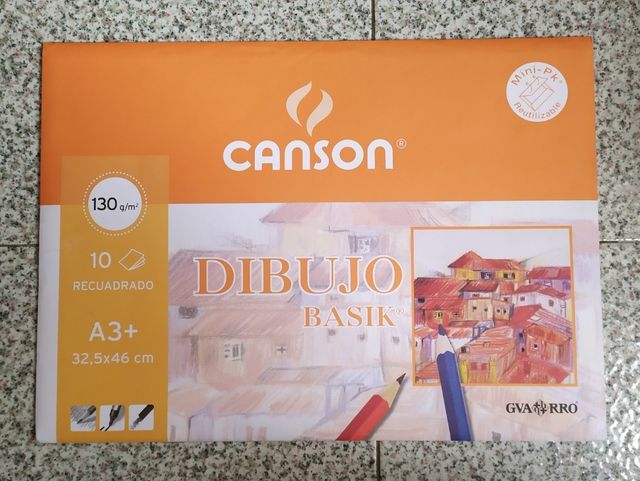 Mini-Pk®
Reutilizable
CANSON®
130 g/m²
10
RECUADRADO
A3+
32,5x46 cm
DIBUJO
BASIK®
GVARRO